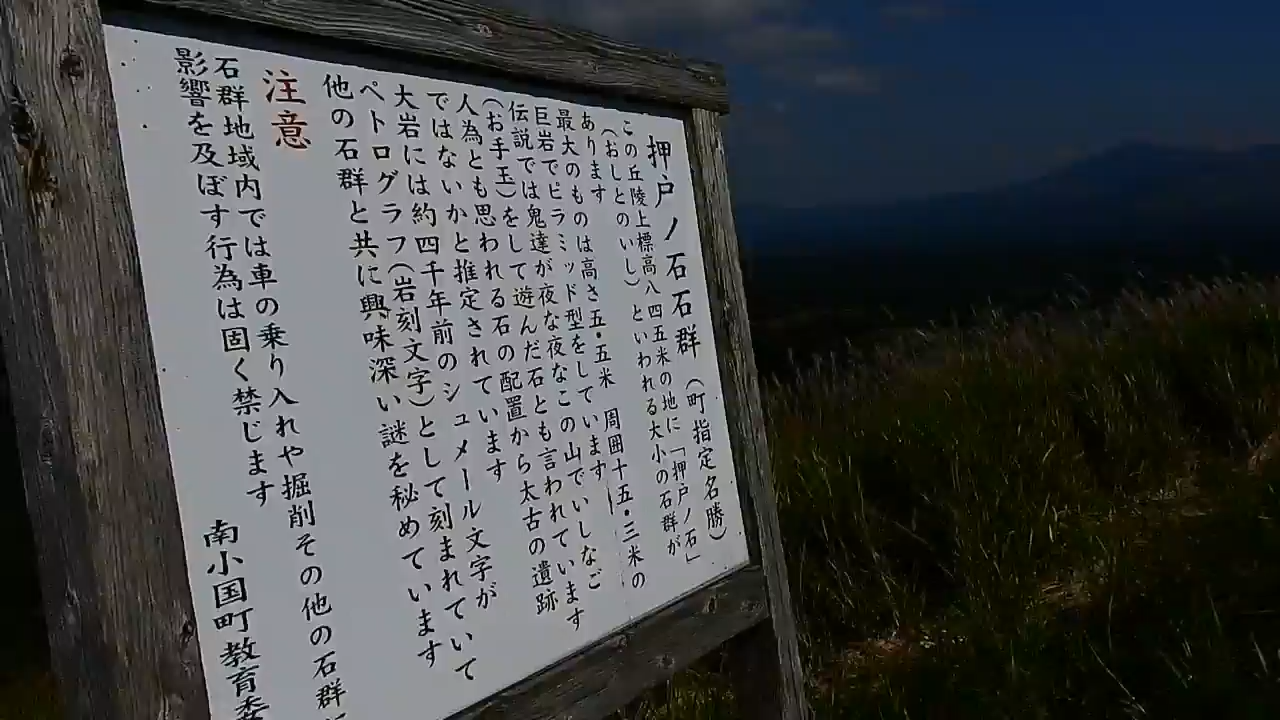 押戸ノ石石群（町指定名勝）
この丘陵上標高八四五米の地に「押戸ノ石」
（おしとのいし）といわれる大小の石群が
あります
最大のものは高さ五・五米 周囲十五・三米の
巨岩でピラミッド型をしています
伝説では鬼達が夜な夜なこの山でいしなご
（お手玉）をして遊んだ石とも言われています
人為とも思われる石の配置から太古の遺跡
ではないかと推定されています
大岩には約四千年前のシュメール文字が
ペトログラフ（岩刻文字）として刻まれていて
他の石群と共に興味深い謎を秘めています
注意
石群地域内では車の乗り入れや掘削その他の石群
影響を及ぼす行為は固く禁じます
南小国町教育委